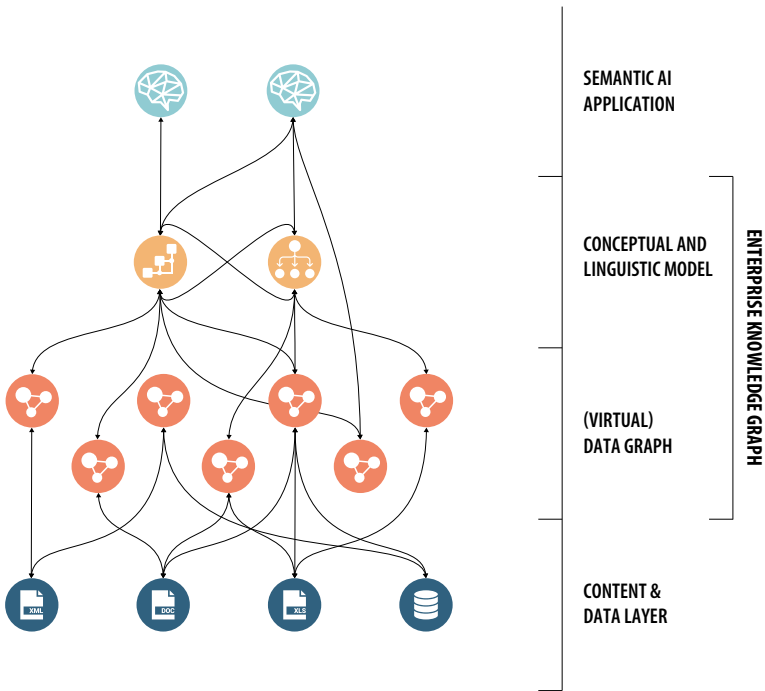 SEMANTIC AI
APPLICATION
CONCEPTUAL AND
LINGUISTIC MODEL
ENTERPRISE KNOWLEDGE GRAPH
(VIRTUAL)
DATA GRAPH
XML
DOC
XLS
CONTENT &
DATA LAYER